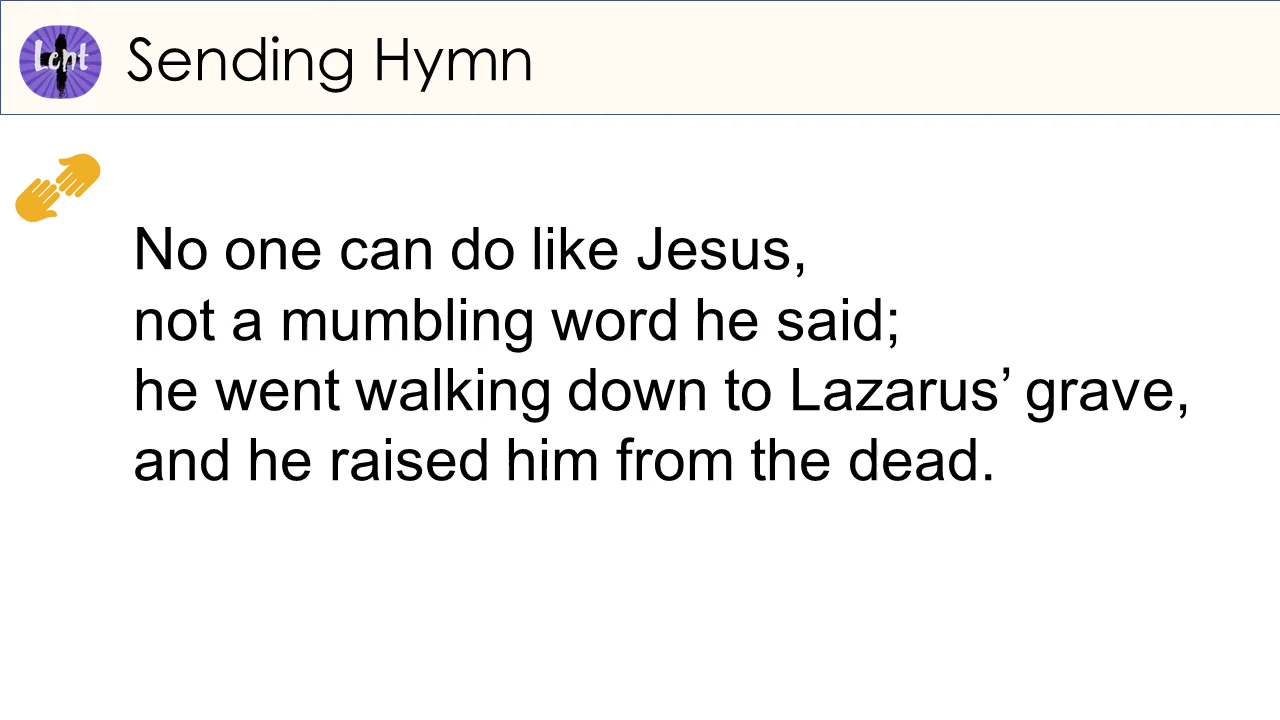 Lent
Sending Hymn
No one can do like Jesus,
not a mumbling word he said;
he went walking down to Lazarus’ grave,
and he raised him from the dead.